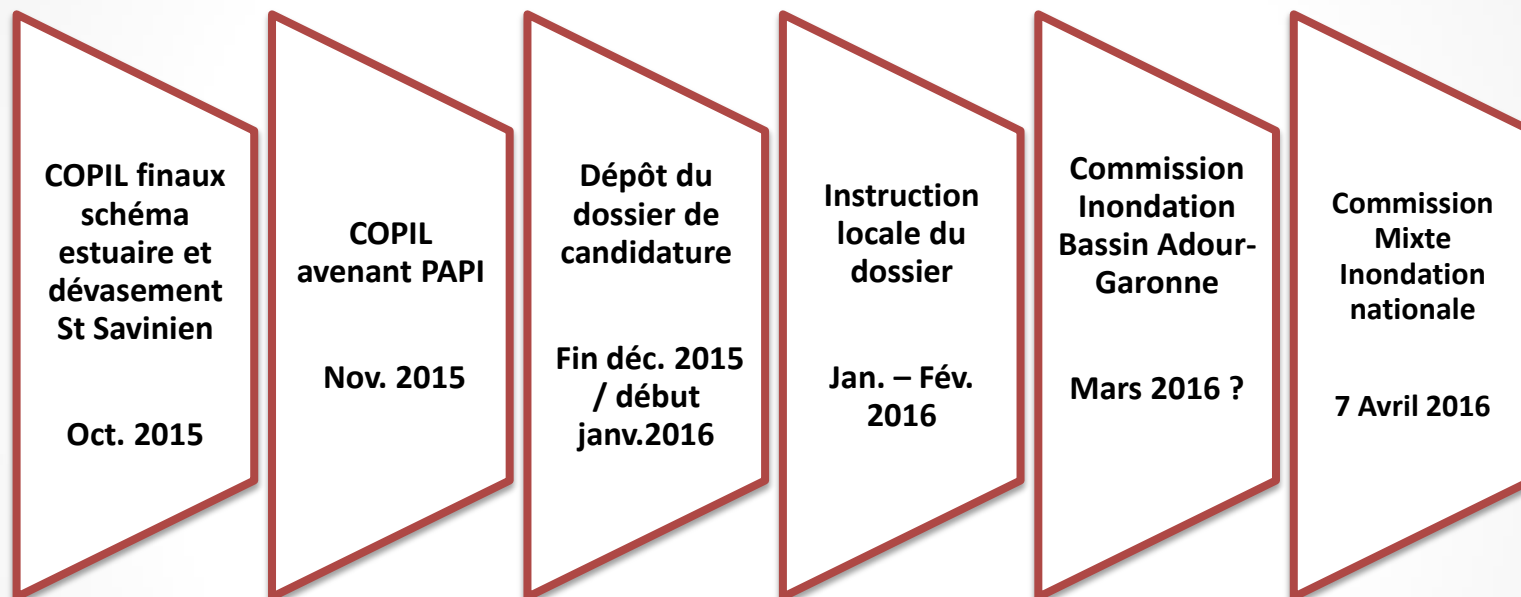 COPIL finaux
schéma
estuaire et
dévasement
St Savinien
Oct. 2015
COPIL
avenant PAPI
Nov. 2015
Dépôt du
dossier de
candidature
Fin déc. 2015
/ début
janv.2016
Instruction
locale du
dossier
Jan. – Fév.
2016
Commission
Inondation
Bassin Adour-
Garonne
Mars 2016 ?
Commission
Mixte
Inondation
nationale
7 Avril 2016